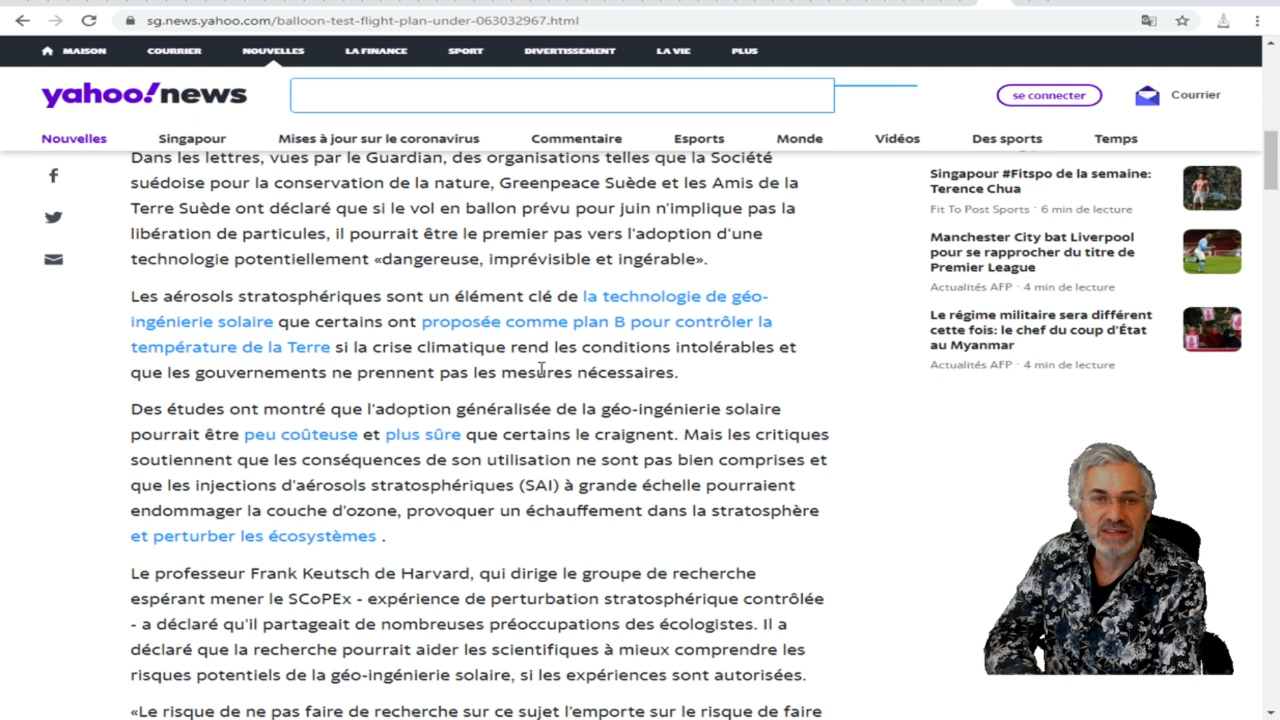 sg.news.yahoo.com/balloon-test-flight-plan-under-063032967.html
MAISON COURRIER NOUVELLES LA FINANCE SPORT DIVERTISSEMENT LA VIE PLUS
yahoo!news se connecter Courrier
Nouvelles Singapour Mises à jour sur le coronavirus Commentaire Esports Monde Vidéos Des sports Temps
Dans les lettres, vues par le Guardian, des organisations telles que la Société
suédoise pour la conservation de la nature, Greenpeace Suède et les Amis de la
Terre Suède ont déclaré que si le vol en ballon prévu pour juin n'implique pas la
libération de particules, il pourrait être le premier pas vers l'adoption d'une
technologie potentiellement «dangereuse, imprévisible et ingérable».
Les aérosols stratosphériques sont un élément clé de la technologie de géo-
ingénierie solaire que certains ont proposée comme plan B pour contrôler la
température de la Terre si la crise climatique rend les conditions intolérables et
que les gouvernements ne prennent pas les mesures nécessaires.
Des études ont montré que l'adoption généralisée de la géo-ingénierie solaire
pourrait être peu coûteuse et plus sûre que certains le craignent. Mais les critiques
soutiennent que les conséquences de son utilisation ne sont pas bien comprises et
que les injections d'aérosols stratosphériques (SAI) à grande échelle pourraient
endommager la couche d'ozone, provoquer un échauffement dans la stratosphère
et perturber les écosystèmes .
Le professeur Frank Keutsch de Harvard, qui dirige le groupe de recherche
espérant mener le SCoPEx - expérience de perturbation stratosphérique contrôlée
- a déclaré qu'il partageait de nombreuses préoccupations des écologistes. Il a
déclaré que la recherche pourrait aider les scientifiques à mieux comprendre les
risques potentiels de la géo-ingénierie solaire, si les expériences sont autorisées.
«Le risque de ne pas faire de recherche sur ce sujet l'emporte sur le risque de faire
Singapour #Fitspo de la semaine:
Terence Chua
Fit To Post Sports · 6 min de lecture
Manchester City bat Liverpool
pour se rapprocher du titre de
Premier League
Actualités AFP · 4 min de lecture
Le régime militaire sera différent
cette fois: le chef du coup d'État
au Myanmar
Actualités AFP · 4 min de lecture